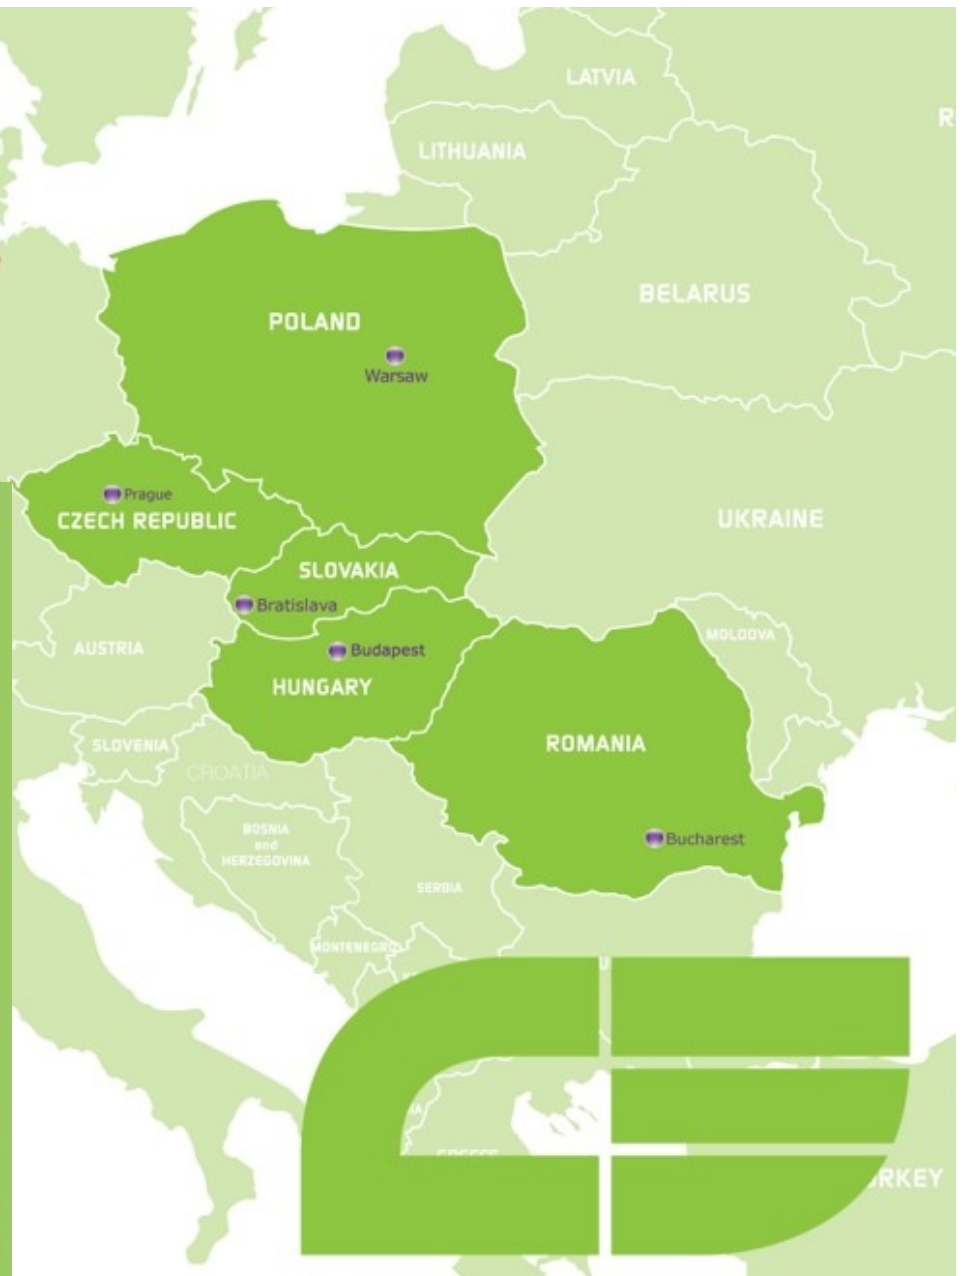 LATVIA
R
LITHUANIA
BELARUS
POLAND
Warsaw
Prague
CZECH REPUBLIC
UKRAINE
SLOVAKIA
Bratislava
MOLDOVA
AUSTRIA
Budapest
HUNGARY
ROMANIA
SLOVENIA
CROATIA
BOSNIA
and
HERZEGOVINA
Bucharest
SERBIA
MONTENEGRO
GREECE
RKEY